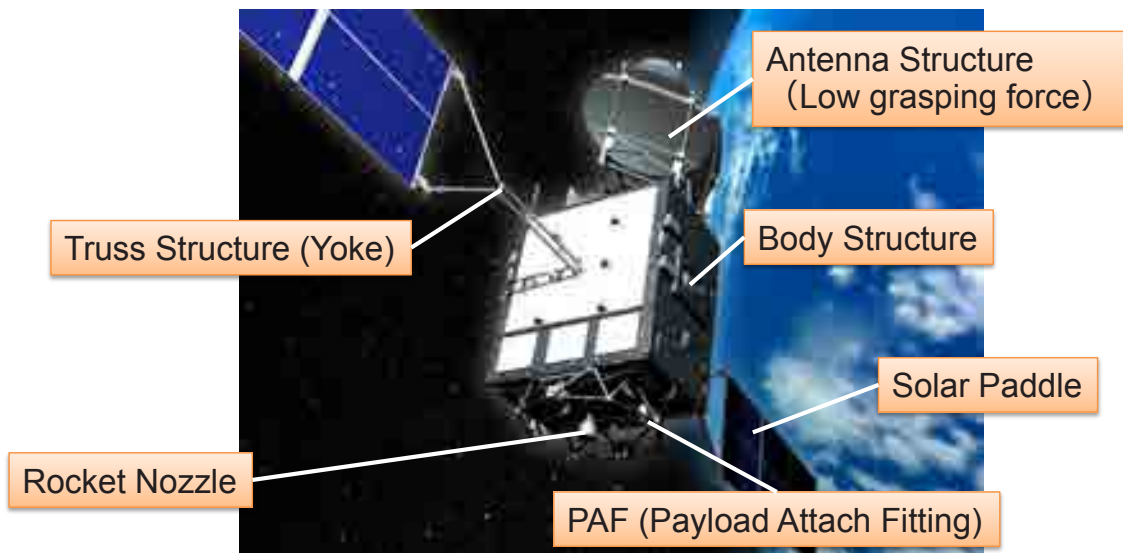 Antenna Structure
（Low grasping force）
Truss Structure (Yoke)
Body Structure
Solar Paddle
Rocket Nozzle
PAF (Payload Attach Fitting)